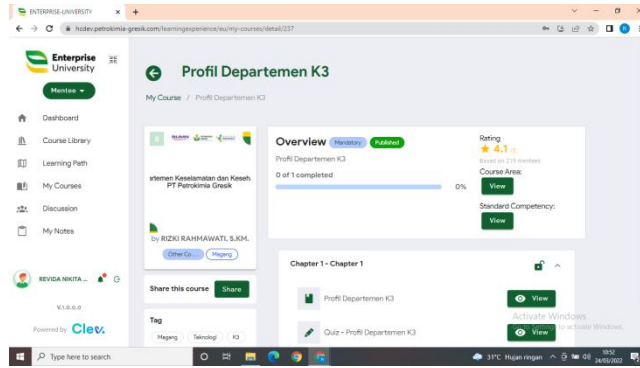 ENTERPRISE-UNIVERSITY
hcdev.petrokimia-gresik.com/learningexperience/eu/my-courses/detail/237
Enterprise
University
Mentee
Dashboard
Course Library
Learning Path
My Courses
Discussion
My Notes
REVIDA NIKITA ...
V.1.0.0.0
Powered by Clev.
Profil Departemen K3
My Course / Profil Departemen K3
artemen Keselamatan dan Keseh
PT Petrokimia Gresik
by RIZKI RAHMAWATI, S.KM.
Other Co... Magang
Share this course Share
Tag
Magang Teknologi K3
Overview Mandatory Published
Profil Departemen K3
0 of 1 completed
0%
Rating
4.1 /5
Based on 219 mentees
Course Area:
View
Standard Competency:
View
Chapter 1 - Chapter 1
Profil Departemen K3 View
Quiz - Profil Departemen K3 View
Activate Windows
to activate Windows.
Type here to search
31°C Hujan ringan
10:52
24/03/2022